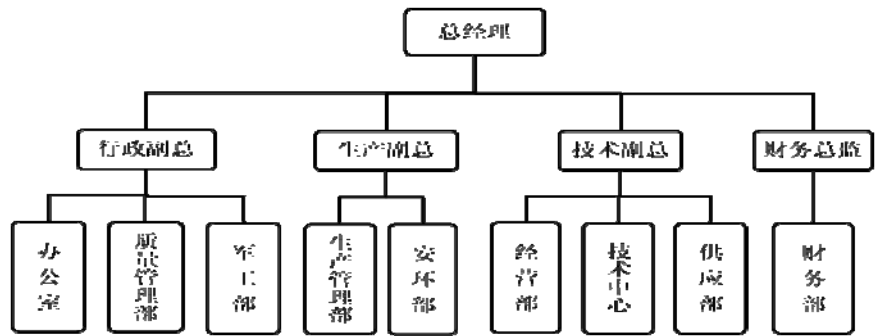 总经理
行政副总
生产副总
技术副总
财务总监
办公室
质量管理部
军工部
生产管理部
安环部
经营部
技术中心
供应部
财务部